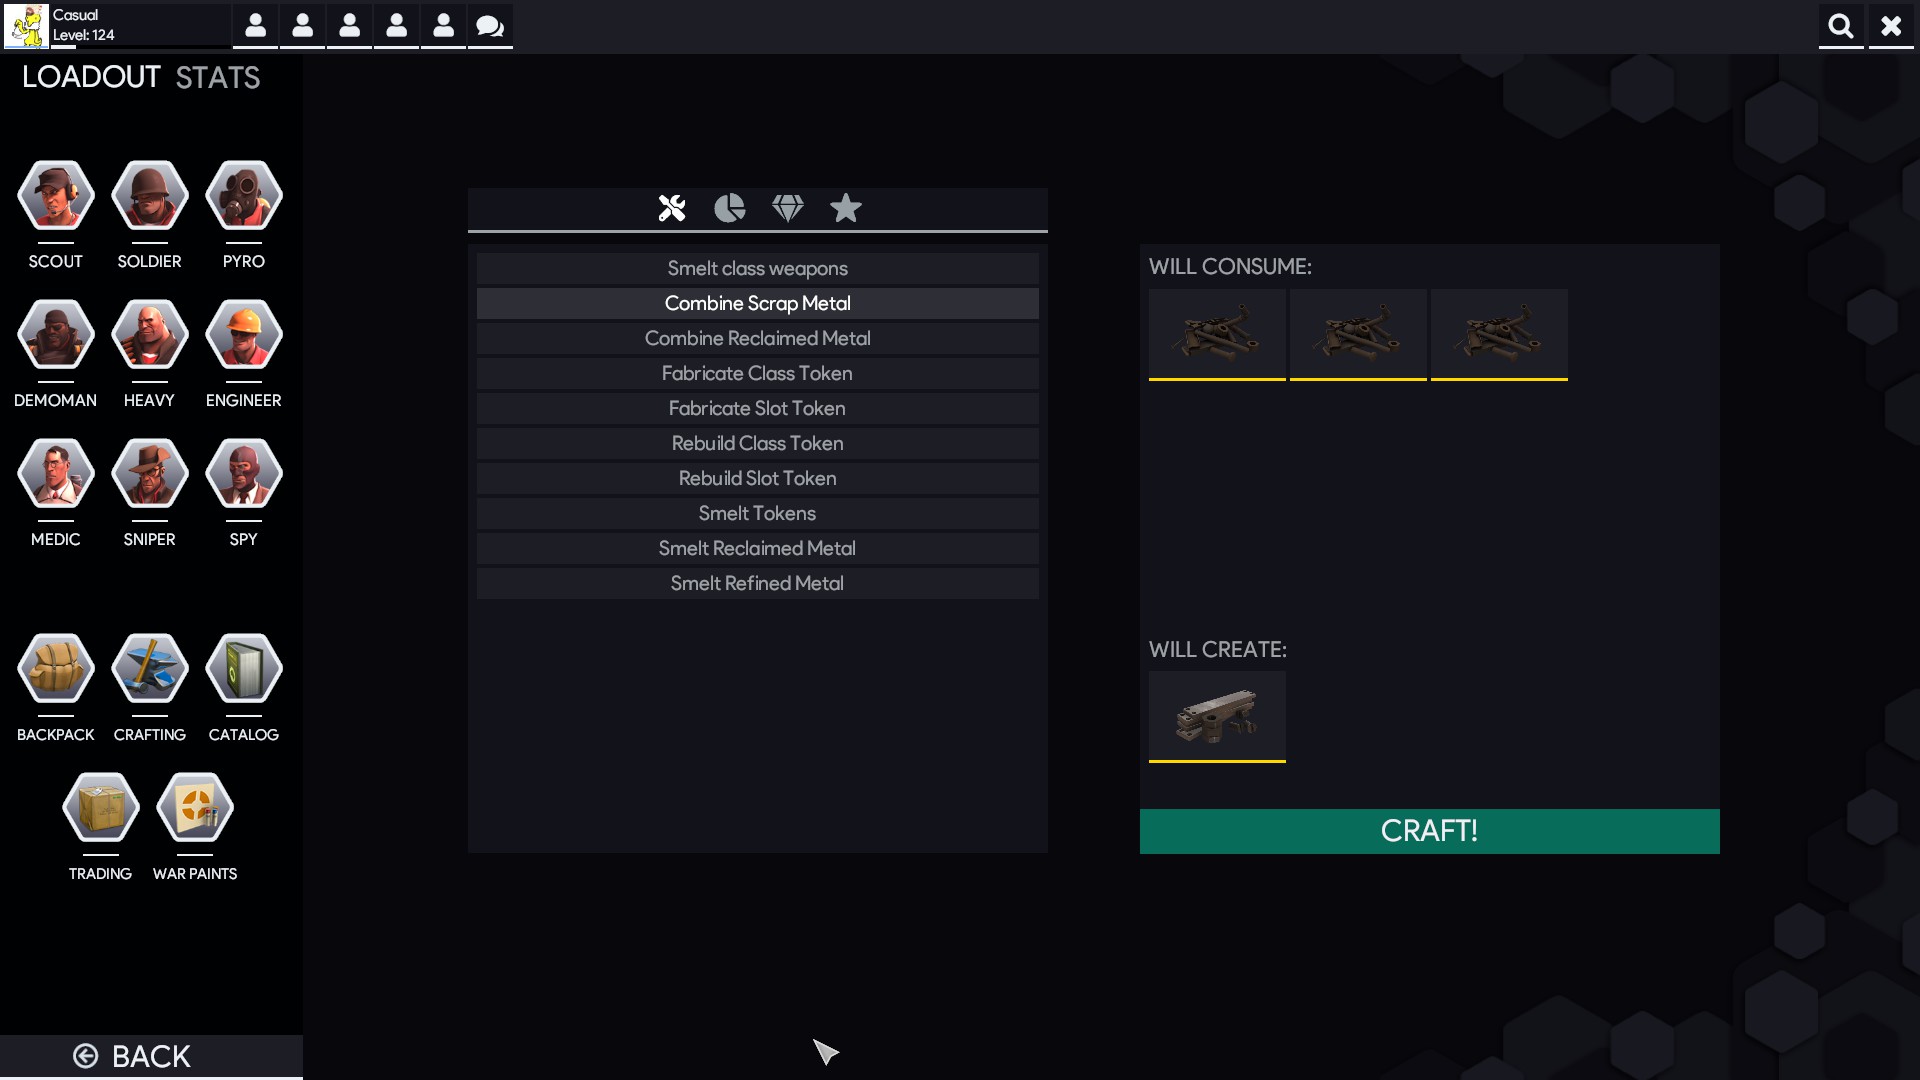 Casual
Level: 124
LOADOUT STATS
SCOUT SOLDIER PYRO
DEMOMAN HEAVY ENGINEER
MEDIC SNIPER SPY
BACKPACK CRAFTING CATALOG
TRADING WAR PAINTS
BACK
Smelt class weapons
Combine Scrap Metal
Combine Reclaimed Metal
Fabricate Class Token
Fabricate Slot Token
Rebuild Class Token
Rebuild Slot Token
Smelt Tokens
Smelt Reclaimed Metal
Smelt Refined Metal
WILL CONSUME:
WILL CREATE:
CRAFT!